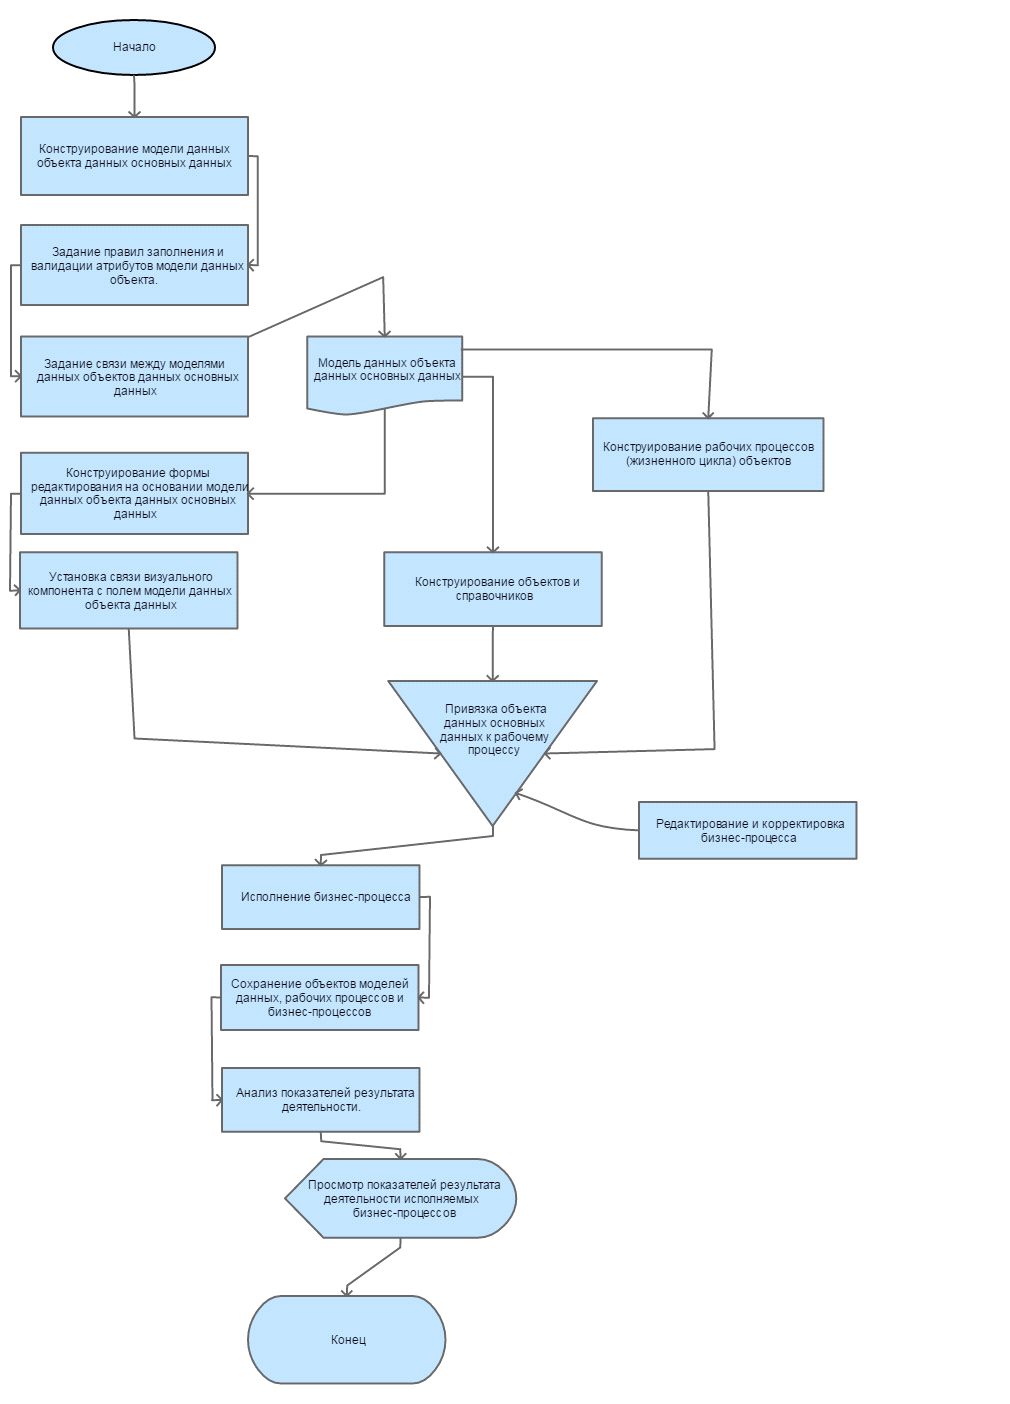 Начало
Конструирование модели данных
объекта данных основных данных
Задание правил заполнения и
валидации атрибутов модели данных
объекта.
Задание связи между моделями
данных объектов данных основных
данных
Модель данных объекта
данных основных данных
Конструирование рабочих процессов
(жизненного цикла) объектов
Конструирование формы
редактирования на основании модели
данных объекта данных основных
данных
Установка связи визуального
компонента с полем модели данных
объекта данных
Конструирование объектов и
справочников
Привязка объекта
данных основных
данных к рабочему
процессу
Редактирование и корректировка
бизнес-процесса
Исполнение бизнес-процесса
Сохранение объектов моделей
данных, рабочих процессов и
бизнес-процессов
Анализ показателей результата
деятельности.
Просмотр показателей результата
деятельности исполняемых
бизнес-процессов
Конец